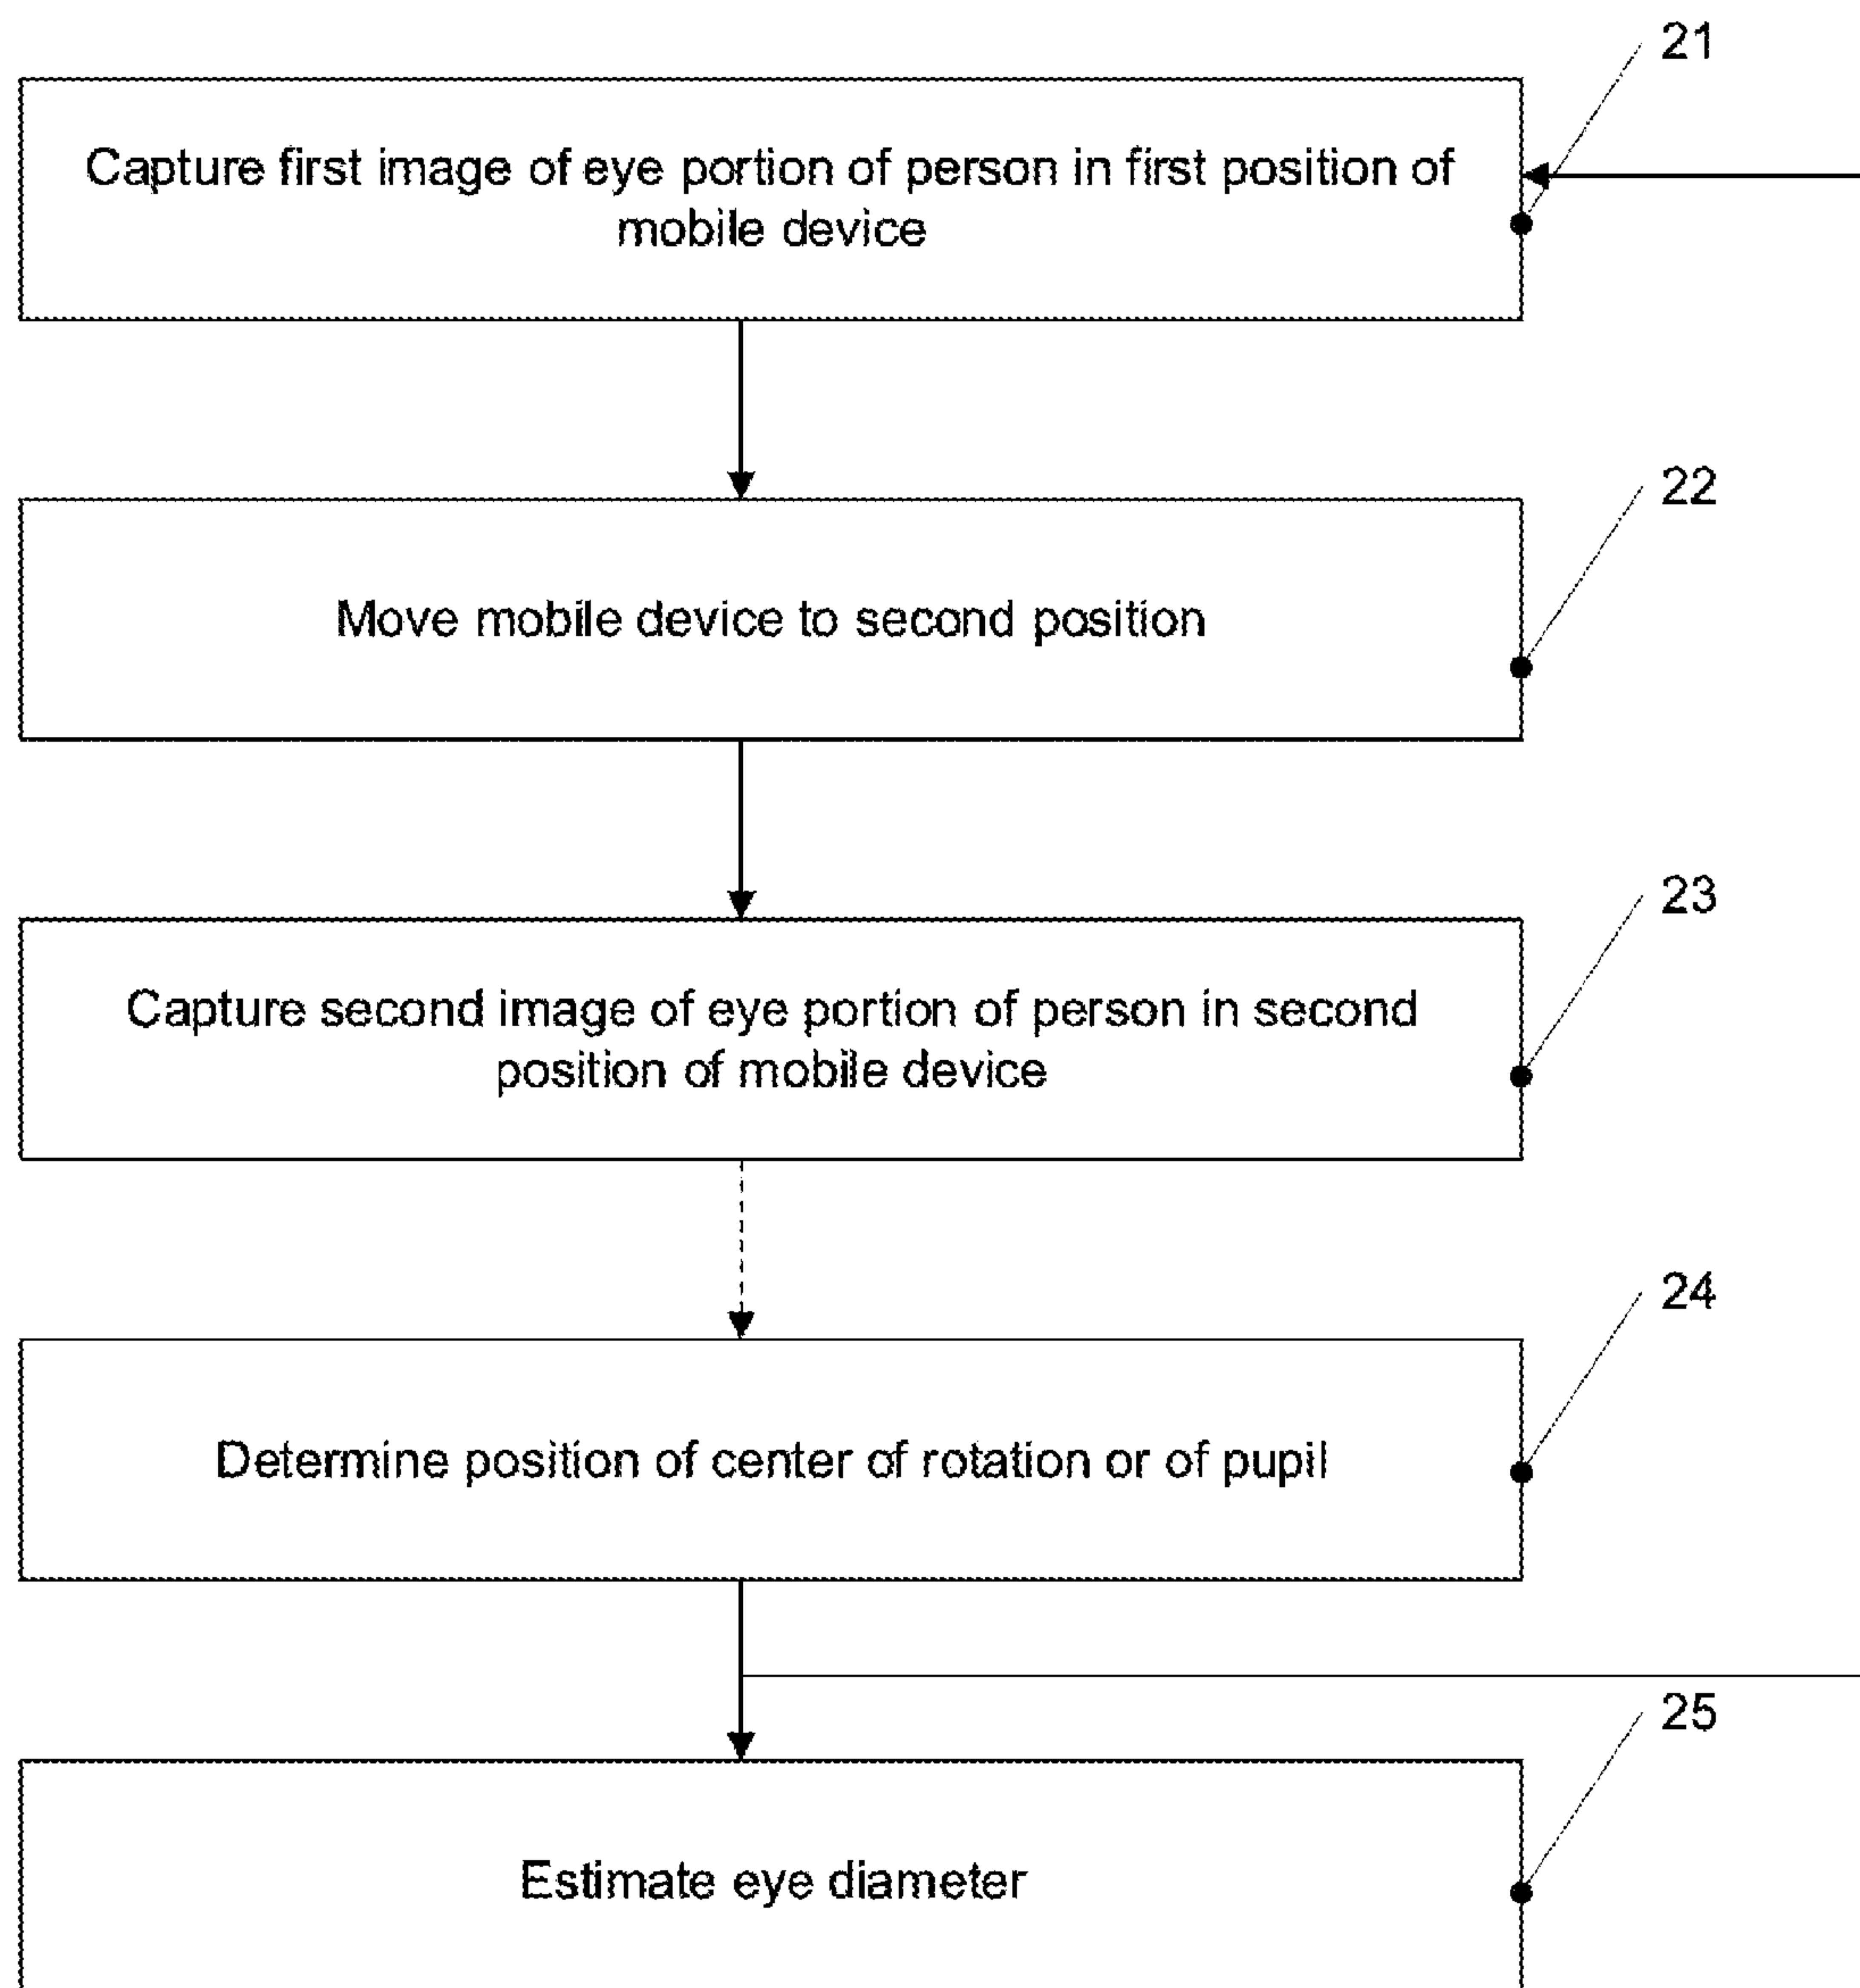 21
Capture first image of eye portion of person in first position of
mobile device
22
Move mobile device to second position
23
Capture second image of eye portion of person in second
position of mobile device
24
Determine position of center of rotation or of pupil
25
Estimate eye diameter